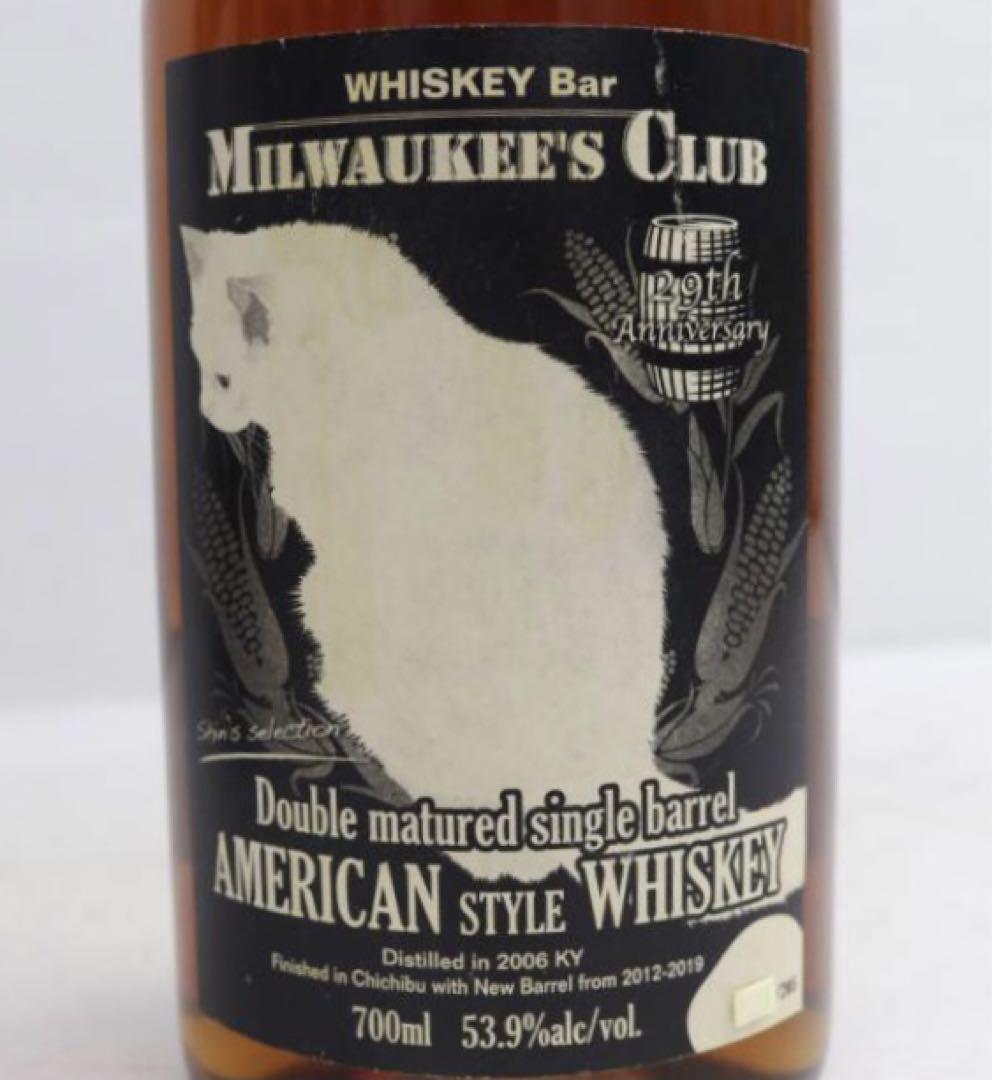 WHISKEY Bar
MILWAUKEE'S CLUB
29th
Anniversary
Shin's selection
Double matured single barrel
AMERICAN STYLE WHISKEY
Distilled in 2006 KY
Finished in Chichibu with New Barrel from 2012-2019
700ml 53.9%alc/vol.